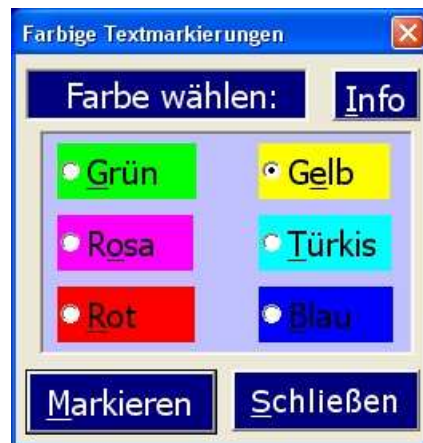 Farbige Textmarkierungen
Farbe wählen: Info
Grün Gelb
Rosa Türkis
Rot Blau
Markieren Schließen